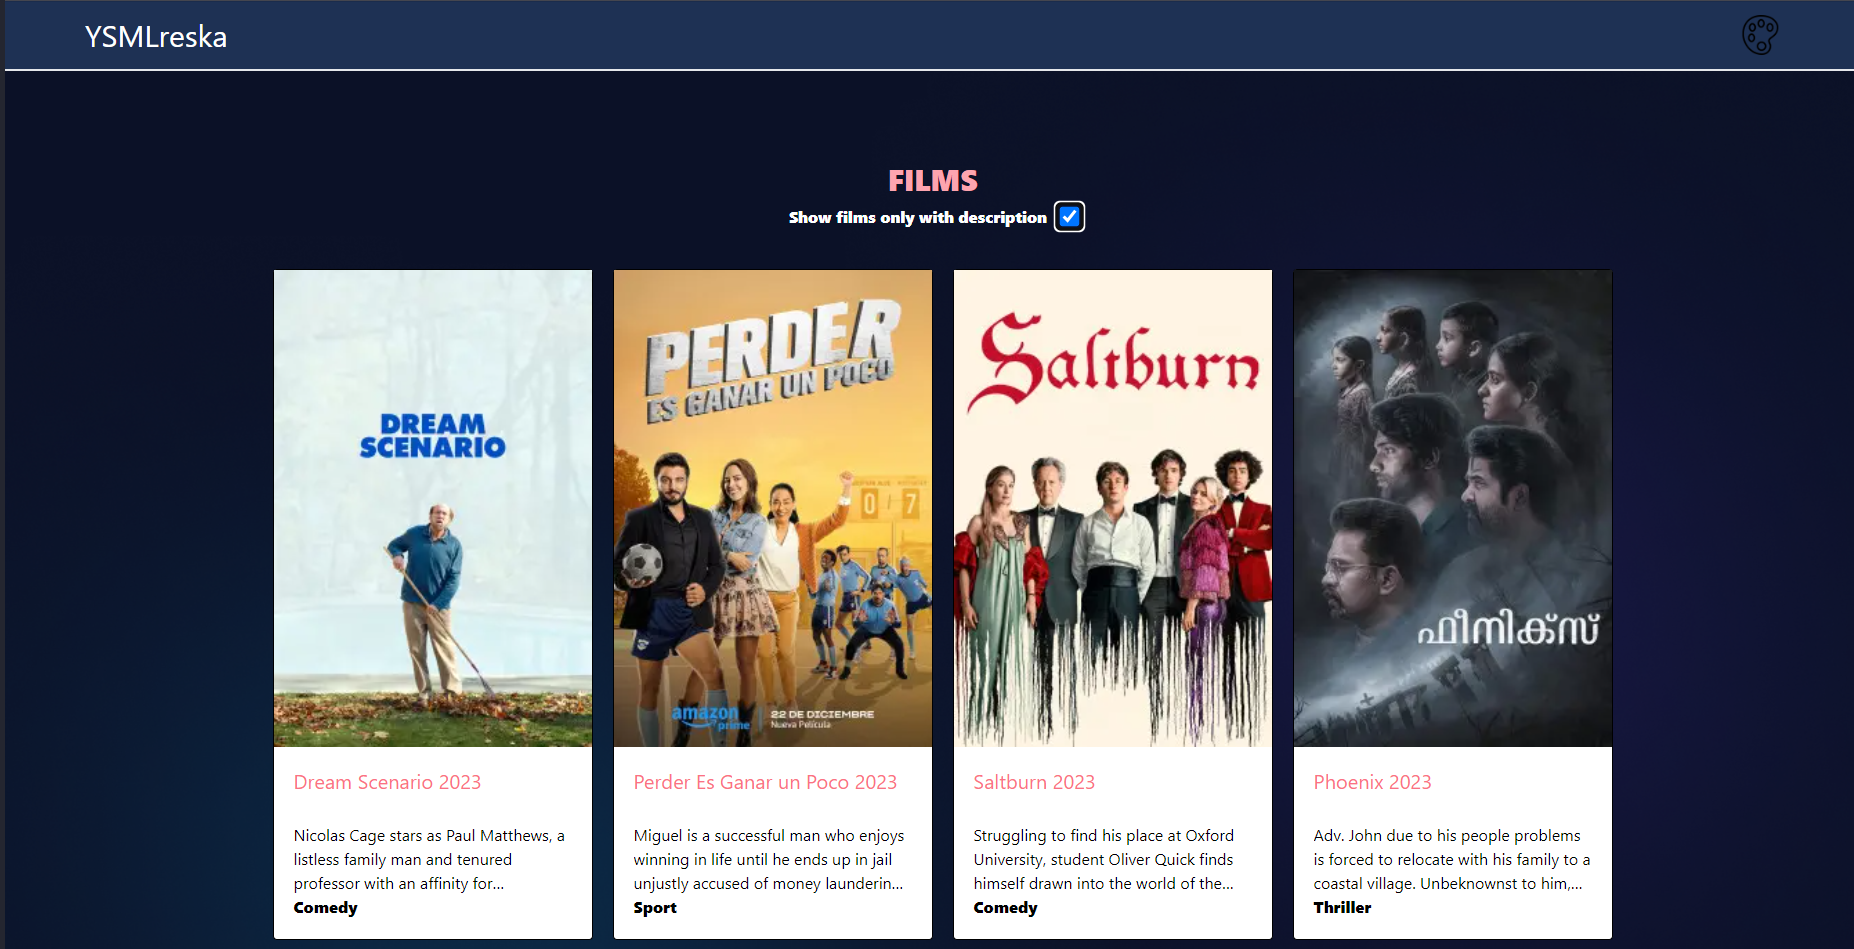 YSMLreska
FILMS
Show films only with description
DREAM
SCENARIO
PERDER
ES GANAR UN POCO
0 7
amazon
prime
22 DE DICIEMBRE
Nueva Película
Saltburn
ഫീനിക്സ്
Dream Scenario 2023
Nicolas Cage stars as Paul Matthews, a
listless family man and tenured
professor with an affinity for...
Comedy
Perder Es Ganar un Poco 2023
Miguel is a successful man who enjoys
winning in life until he ends up in jail
unjustly accused of money launderin...
Sport
Saltburn 2023
Struggling to find his place at Oxford
University, student Oliver Quick finds
himself drawn into the world of the...
Comedy
Phoenix 2023
Adv. John due to his people problems
is forced to relocate with his family to a
coastal village. Unbeknownst to him,...
Thriller